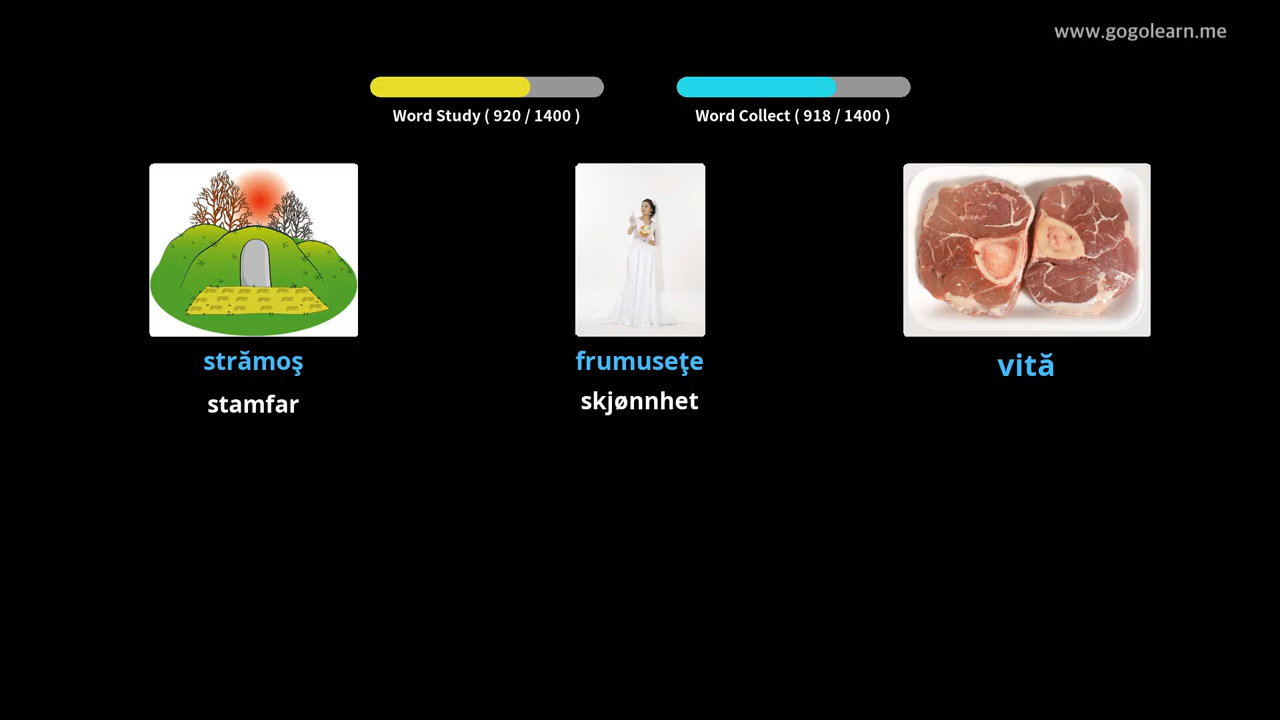 www.gogolearn.me
Word Study ( 920 / 1400 )
Word Collect ( 918 / 1400 )
strămoş
frumuseţe
vită
stamfar
skjønnhet